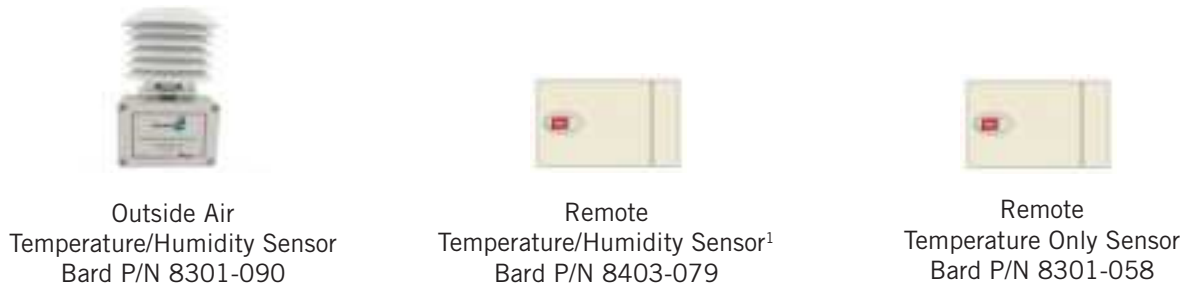 Outside Air
Temperature/Humidity Sensor
Bard P/N 8301-090
Remote
Temperature/Humidity Sensor¹
Bard P/N 8403-079
Remote
Temperature Only Sensor
Bard P/N 8301-058